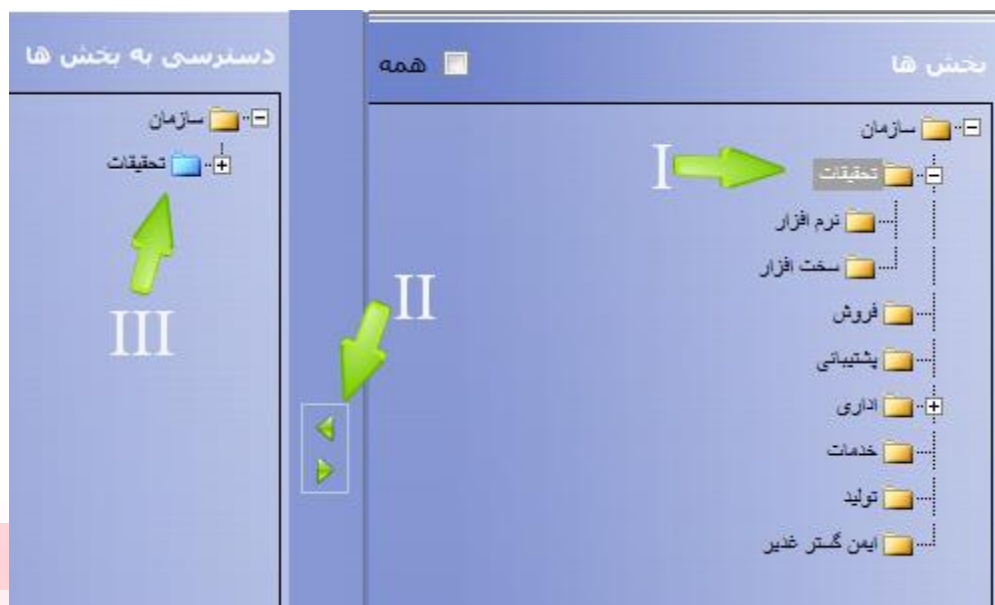 بخش ها
همه
سازمان
تحقیقات
نرم افزار
سخت افزار
فروش
پشتیبانی
اداری
خدمات
تولید
ایمن گستر غدیر
I
II
دسترسی به بخش ها
سازمان
تحقیقات
III